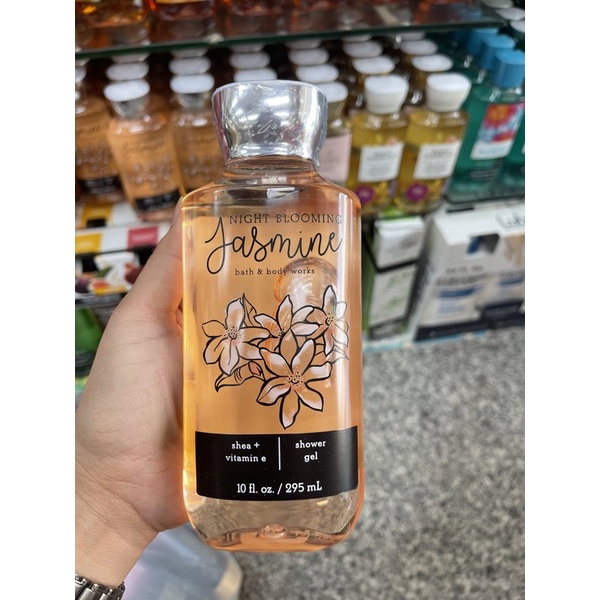 NIGHT BLOOMING
Jasmine
bath & body works
shea +
vitamin e
shower
gel
10 fl. oz. / 295 mL